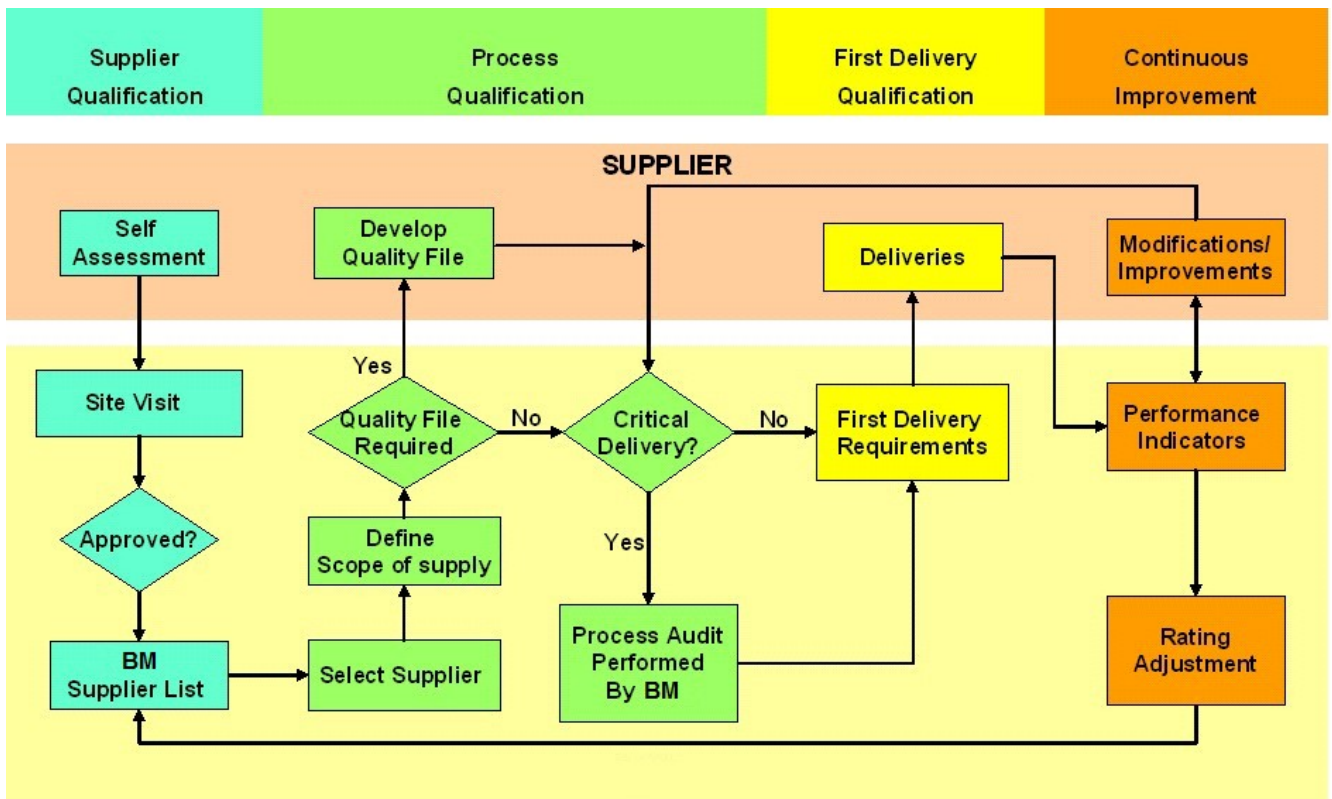 Supplier
Qualification
Process
Qualification
First Delivery
Qualification
Continuous
Improvement
SUPPLIER
Self
Assessment
Develop
Quality File
Deliveries
Modifications/
Improvements
Site Visit
Yes
Quality File
Required
No
Critical
Delivery?
No
First Delivery
Requirements
Performance
Indicators
Approved?
Define
Scope of supply
Yes
BM
Supplier List
Select Supplier
Process Audit
Performed
By BM
Rating
Adjustment